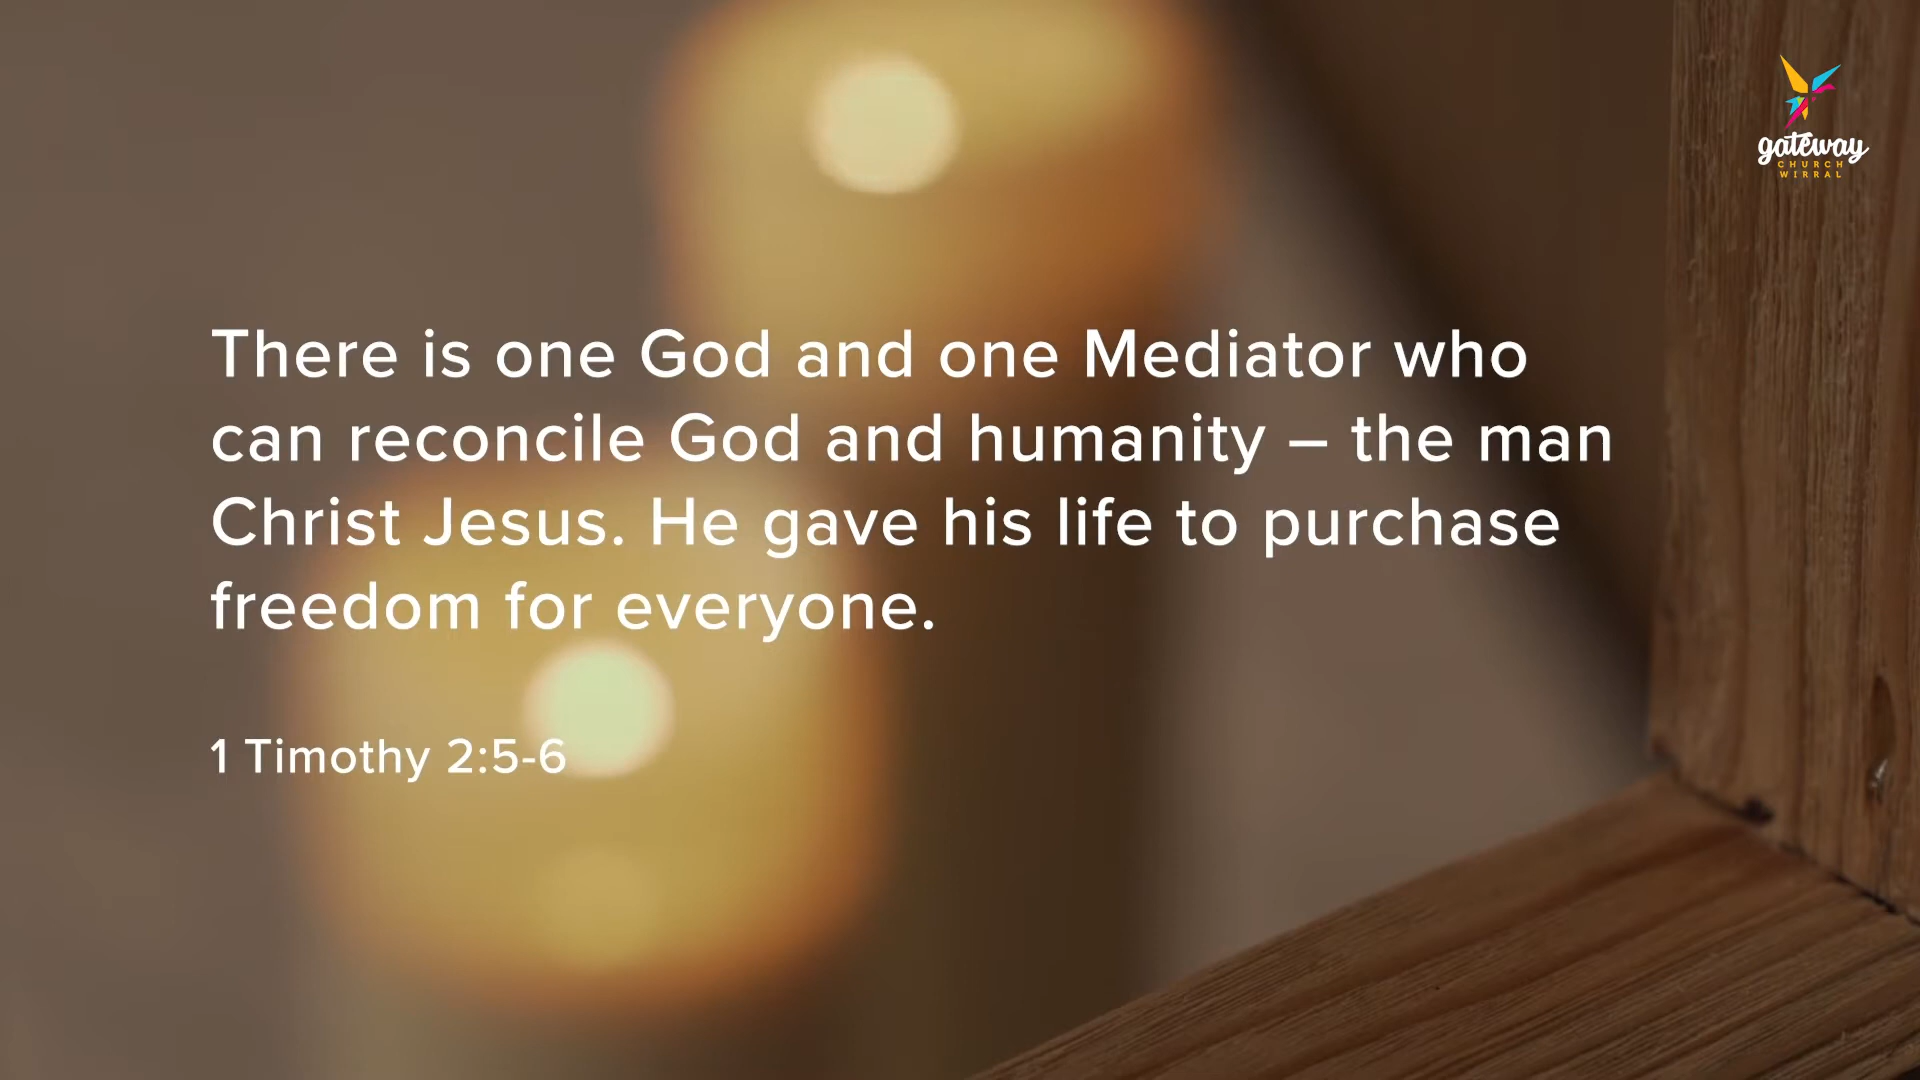 gateway
CHURCH
WIRRAL
There is one God and one Mediator who
can reconcile God and humanity – the man
Christ Jesus. He gave his life to purchase
freedom for everyone.
1 Timothy 2:5-6